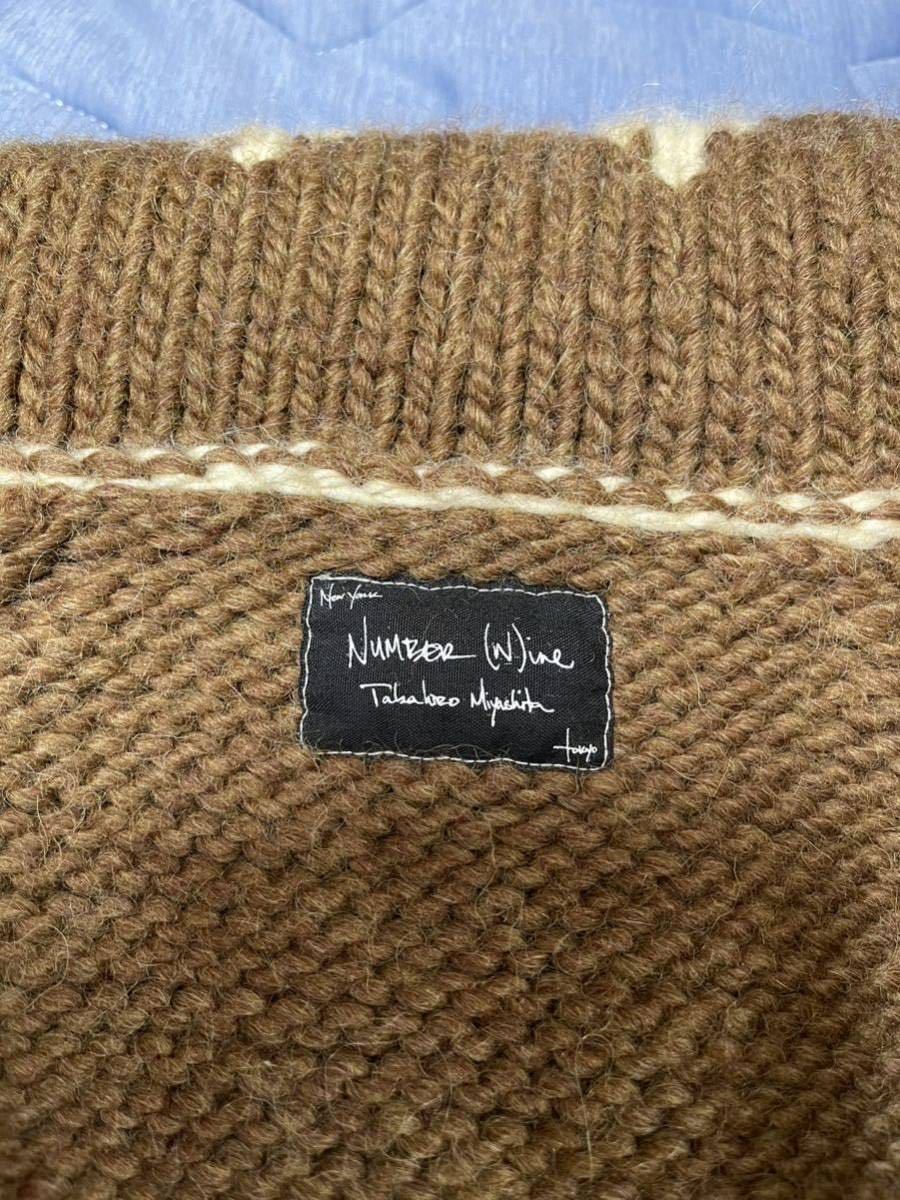 New York
NUMBER (N)ine
Takahiro Miyashita
tokyo